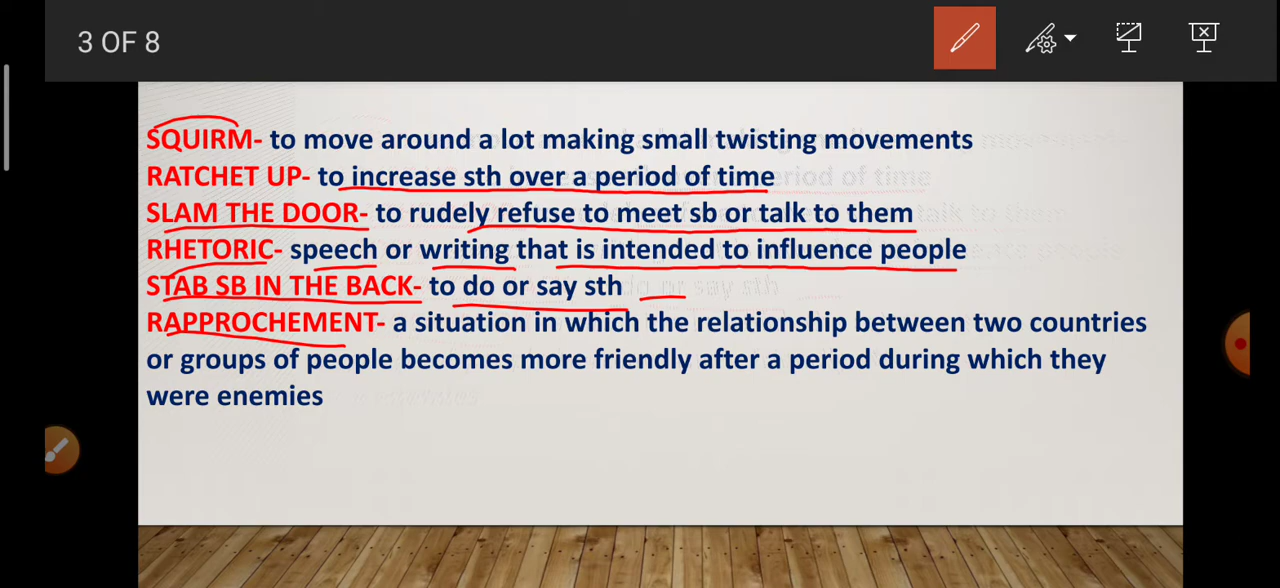 3 OF 8
SQUIRM- to move around a lot making small twisting movements
RATCHET UP- to increase sth over a period of time
SLAM THE DOOR- to rudely refuse to meet sb or talk to them
RHETORIC- speech or writing that is intended to influence people
STAB SB IN THE BACK- to do or say sth
RAPPROCHEMENT- a situation in which the relationship between two countries
or groups of people becomes more friendly after a period during which they
were enemies